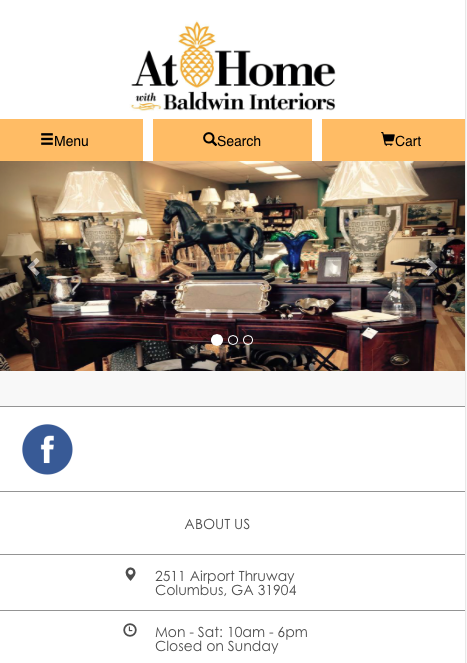 At Home
with Baldwin Interiors
Menu
Search
Cart
ABOUT US
2511 Airport Thruway
Columbus, GA 31904
Mon - Sat: 10am - 6pm
Closed on Sunday